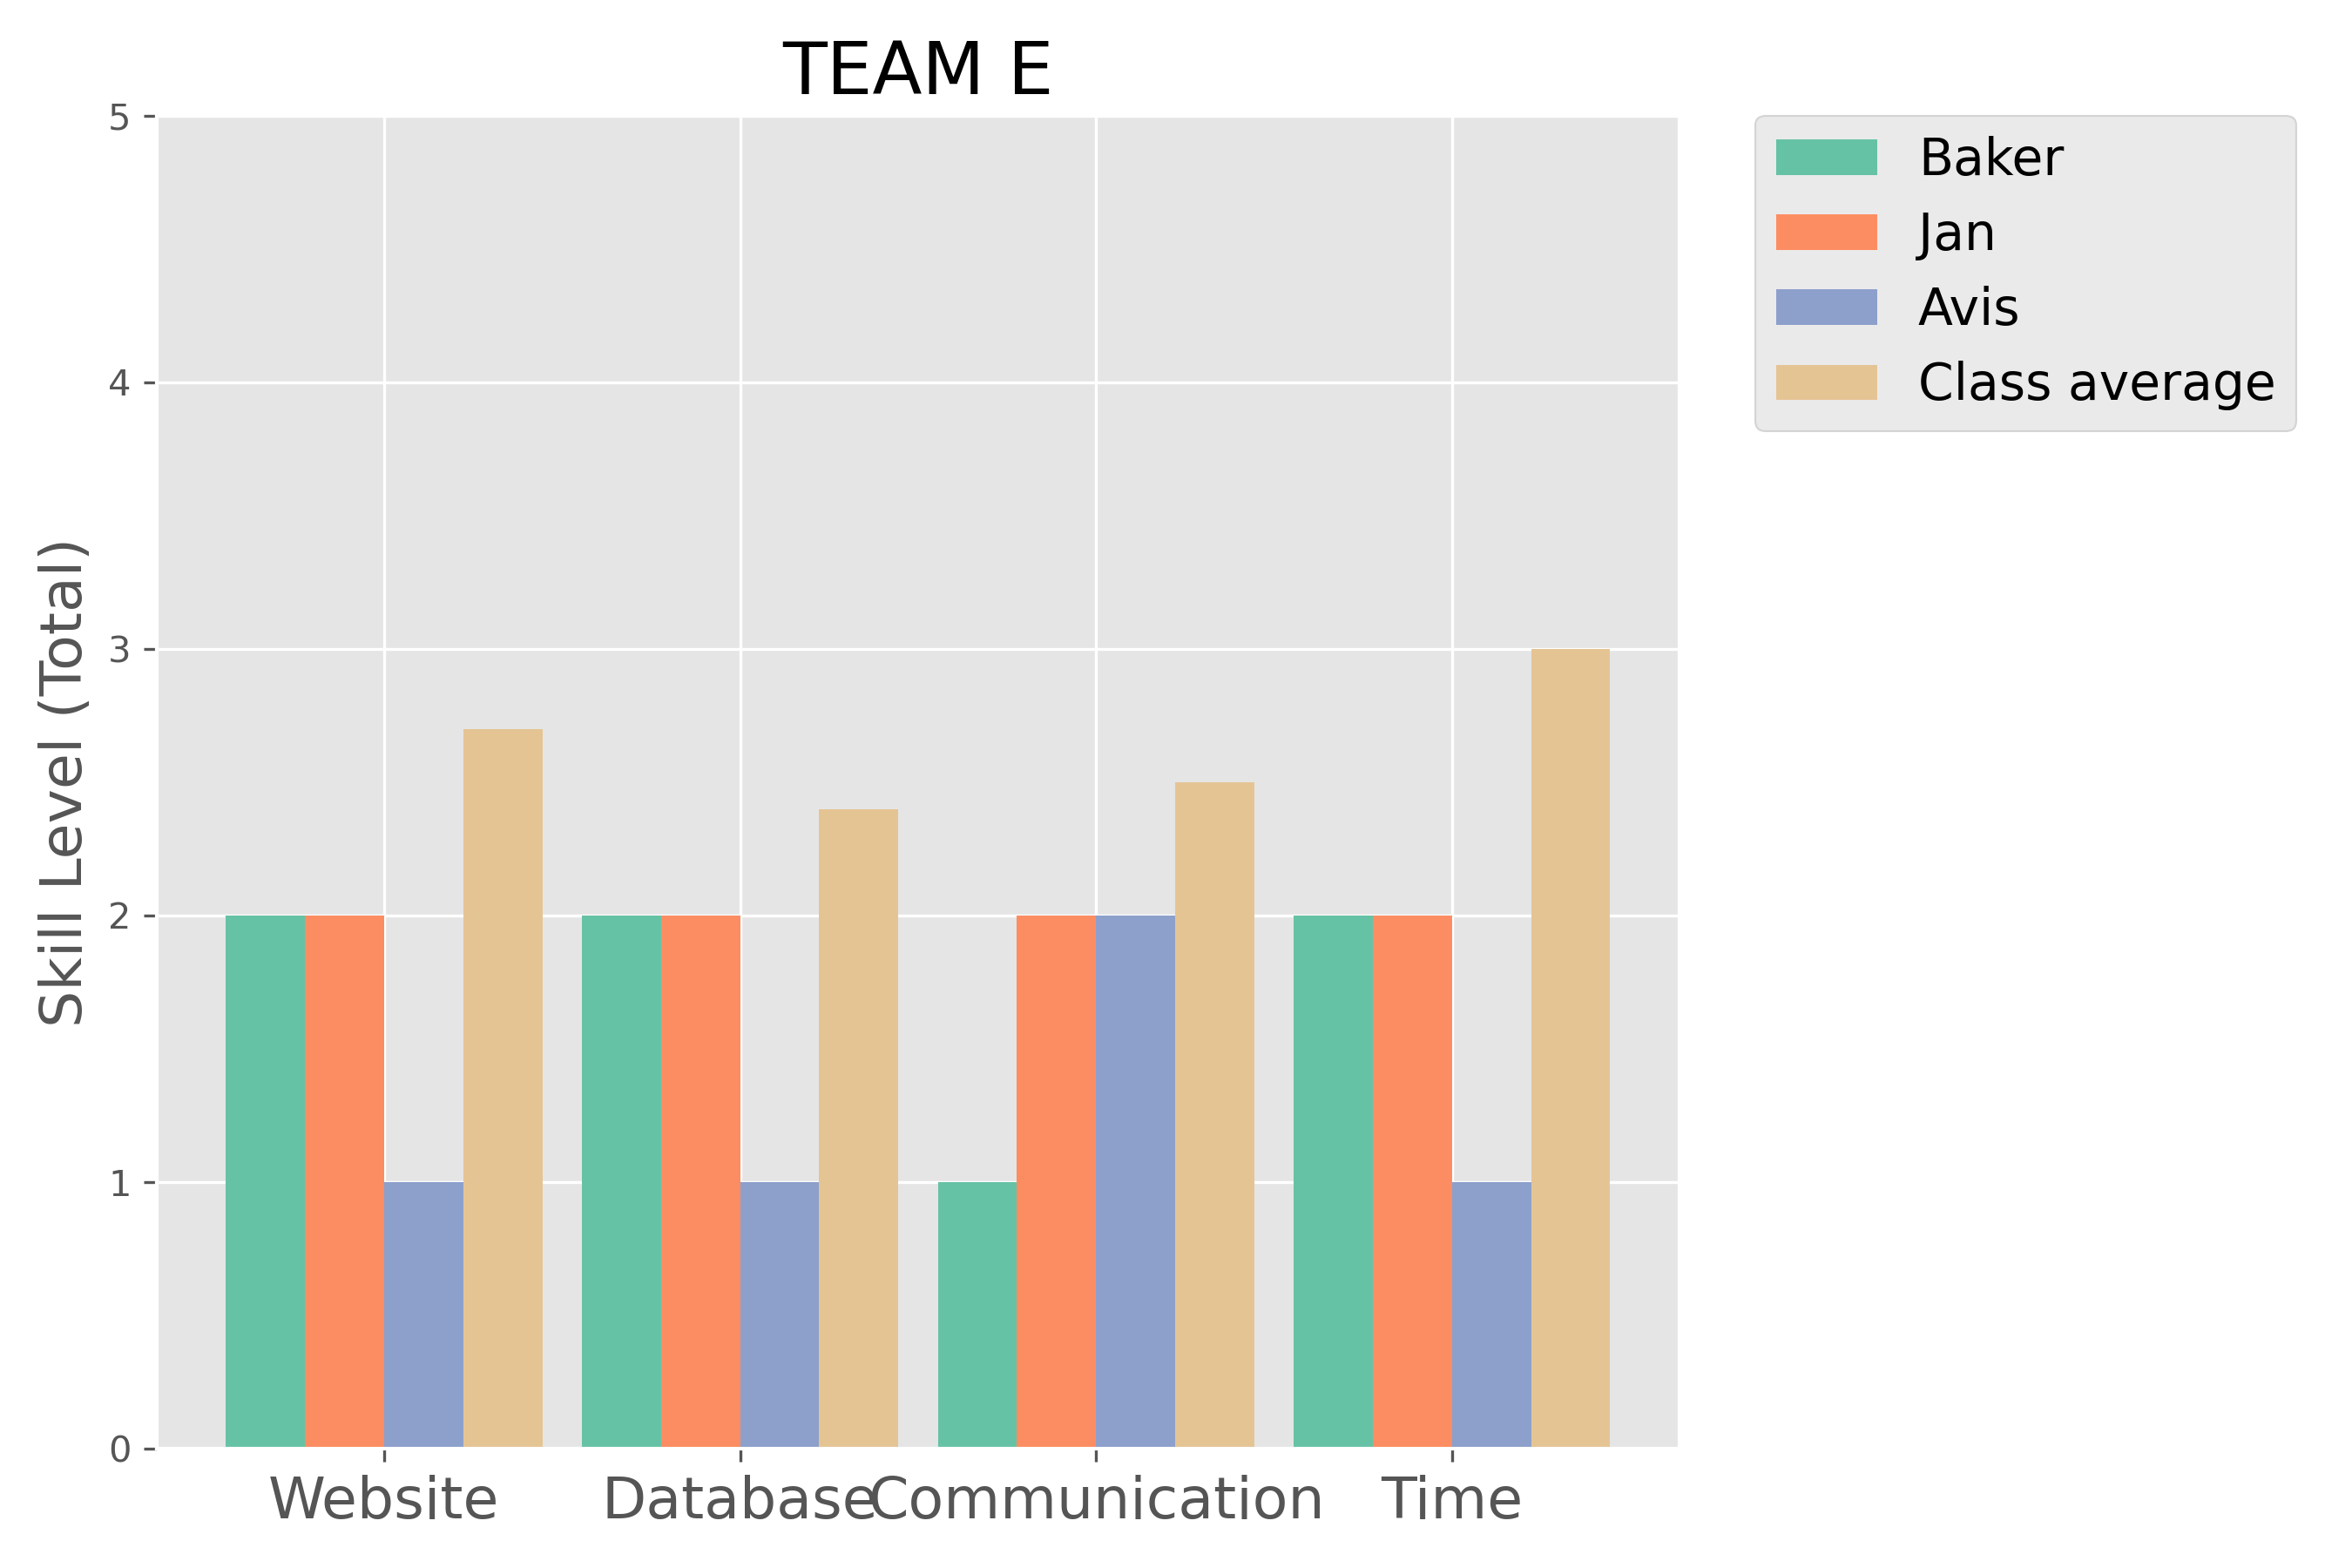 TEAM E
Skill Level (Total)
5
4
3
2
1
0
Website
Database
Communication
Time
Baker
Jan
Avis
Class average